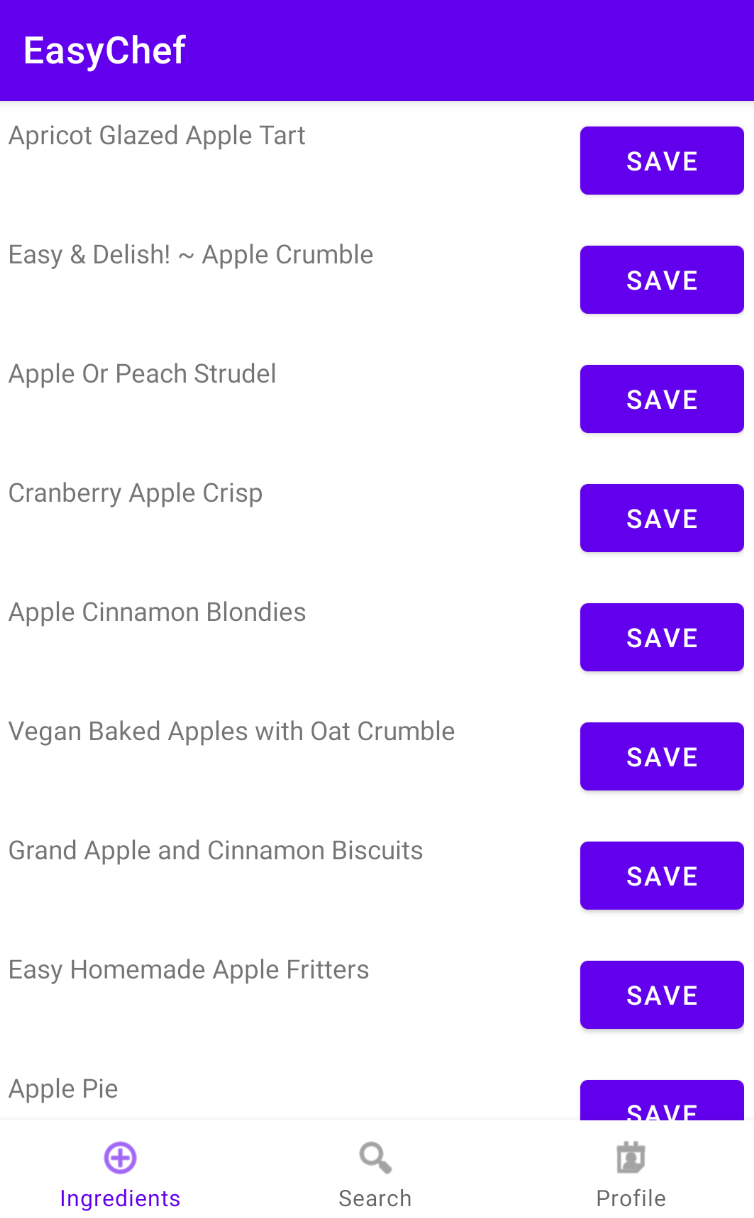 EasyChef
Apricot Glazed Apple Tart
SAVE
Easy & Delish! ~ Apple Crumble
SAVE
Apple Or Peach Strudel
SAVE
Cranberry Apple Crisp
SAVE
Apple Cinnamon Blondies
SAVE
Vegan Baked Apples with Oat Crumble
SAVE
Grand Apple and Cinnamon Biscuits
SAVE
Easy Homemade Apple Fritters
SAVE
Apple Pie
SAVE
Ingredients
Search
Profile